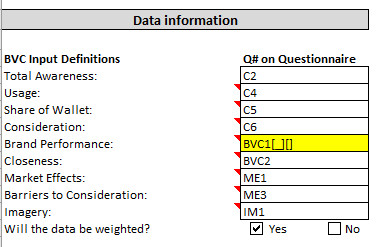 Data information
BVC Input Definitions Q# on Questionnaire
Total Awareness: C2
Usage: C4
Share of Wallet: C5
Consideration: C6
Brand Performance: BVC1[_][]
Closeness: BVC2
Market Effects: ME1
Barriers to Consideration: ME3
Imagery: IM1
Will the data be weighted? Yes No